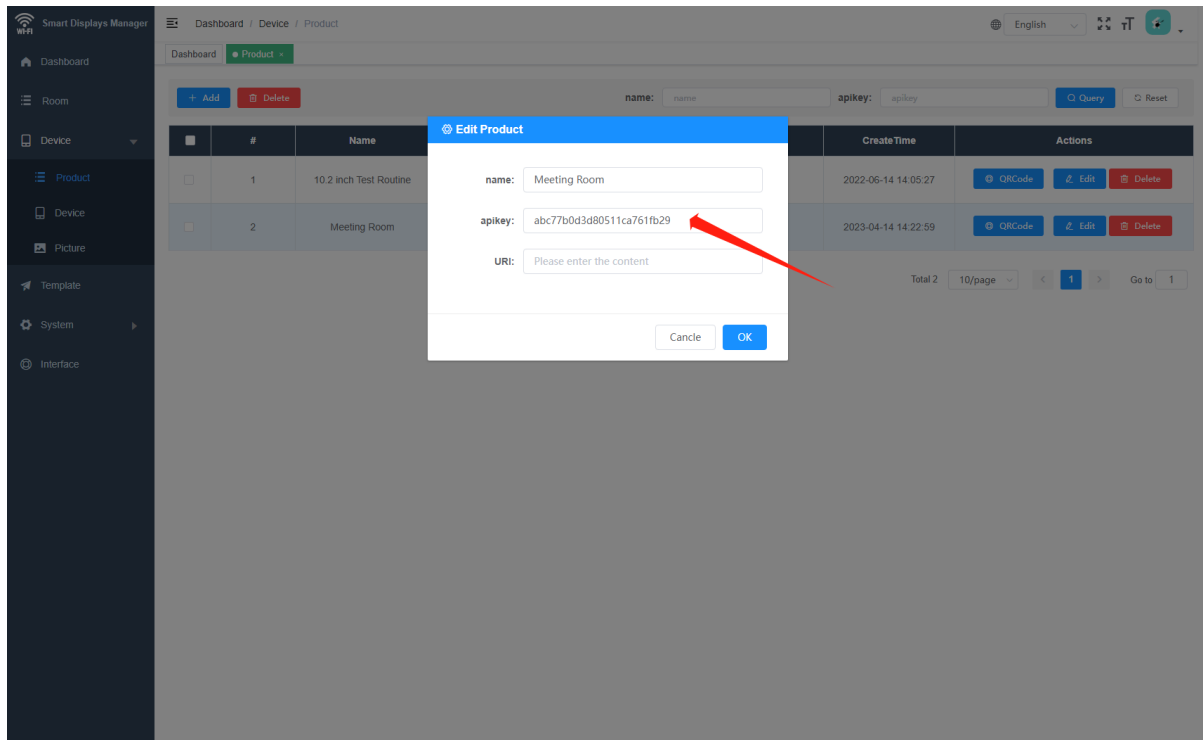 WI-FI Smart Displays Manager
Dashboard / Device / Product
English
TT
Dashboard
Product ×
Dashboard
Room
Device
Product
Device
Picture
Template
System
Interface
+ Add Delete name: name apikey: apikey Query Reset
# Name CreateTime Actions
1 10.2 inch Test Routine 2022-06-14 14:05:27 QRCode Edit Delete
2 Meeting Room 2023-04-14 14:22:59 QRCode Edit Delete
Total 2 10/page < 1 > Go to 1
Edit Product
name: Meeting Room
apikey: abc77b0d3d80511ca761fb29
URI: Please enter the content
Cancle OK